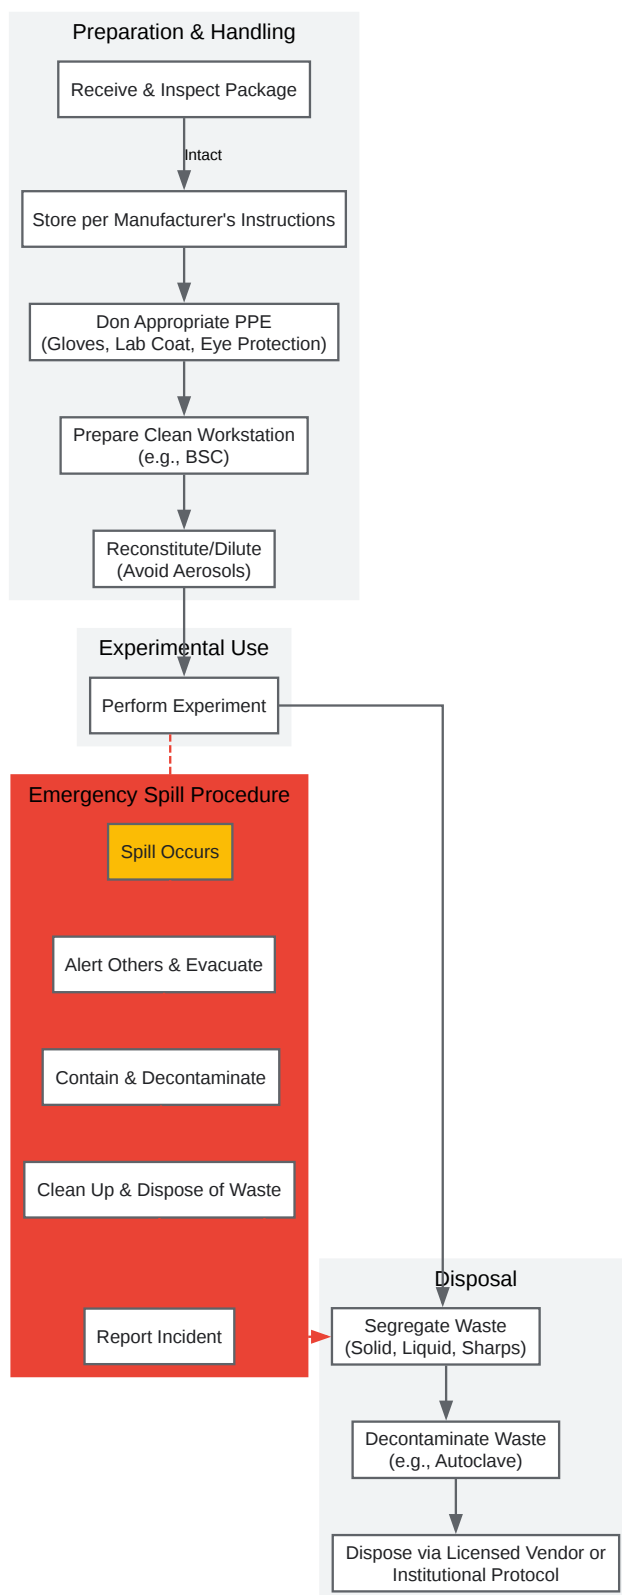 Preparation & Handling
Receive & Inspect Package
Intact
Store per Manufacturer's Instructions
Don Appropriate PPE
(Gloves, Lab Coat, Eye Protection)
Prepare Clean Workstation
(e.g., BSC)
Reconstitute/Dilute
(Avoid Aerosols)
Experimental Use
Perform Experiment
Emergency Spill Procedure
Spill Occurs
Alert Others & Evacuate
Contain & Decontaminate
Clean Up & Dispose of Waste
Report Incident
Disposal
Segregate Waste
(Solid, Liquid, Sharps)
Decontaminate Waste
(e.g., Autoclave)
Dispose via Licensed Vendor or
Institutional Protocol